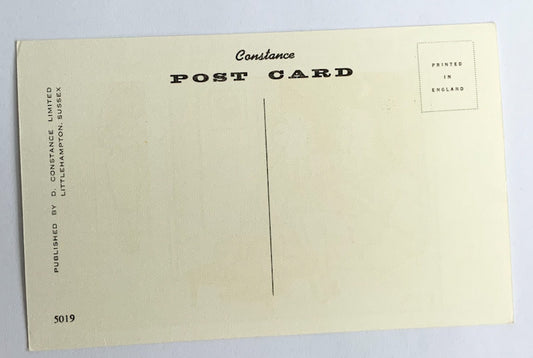 Constance
POST CARD
PRINTED
IN
ENGLAND
PUBLISHED BY D. CONSTANCE LIMITED
LITTLEHAMPTON, SUSSEX
5019